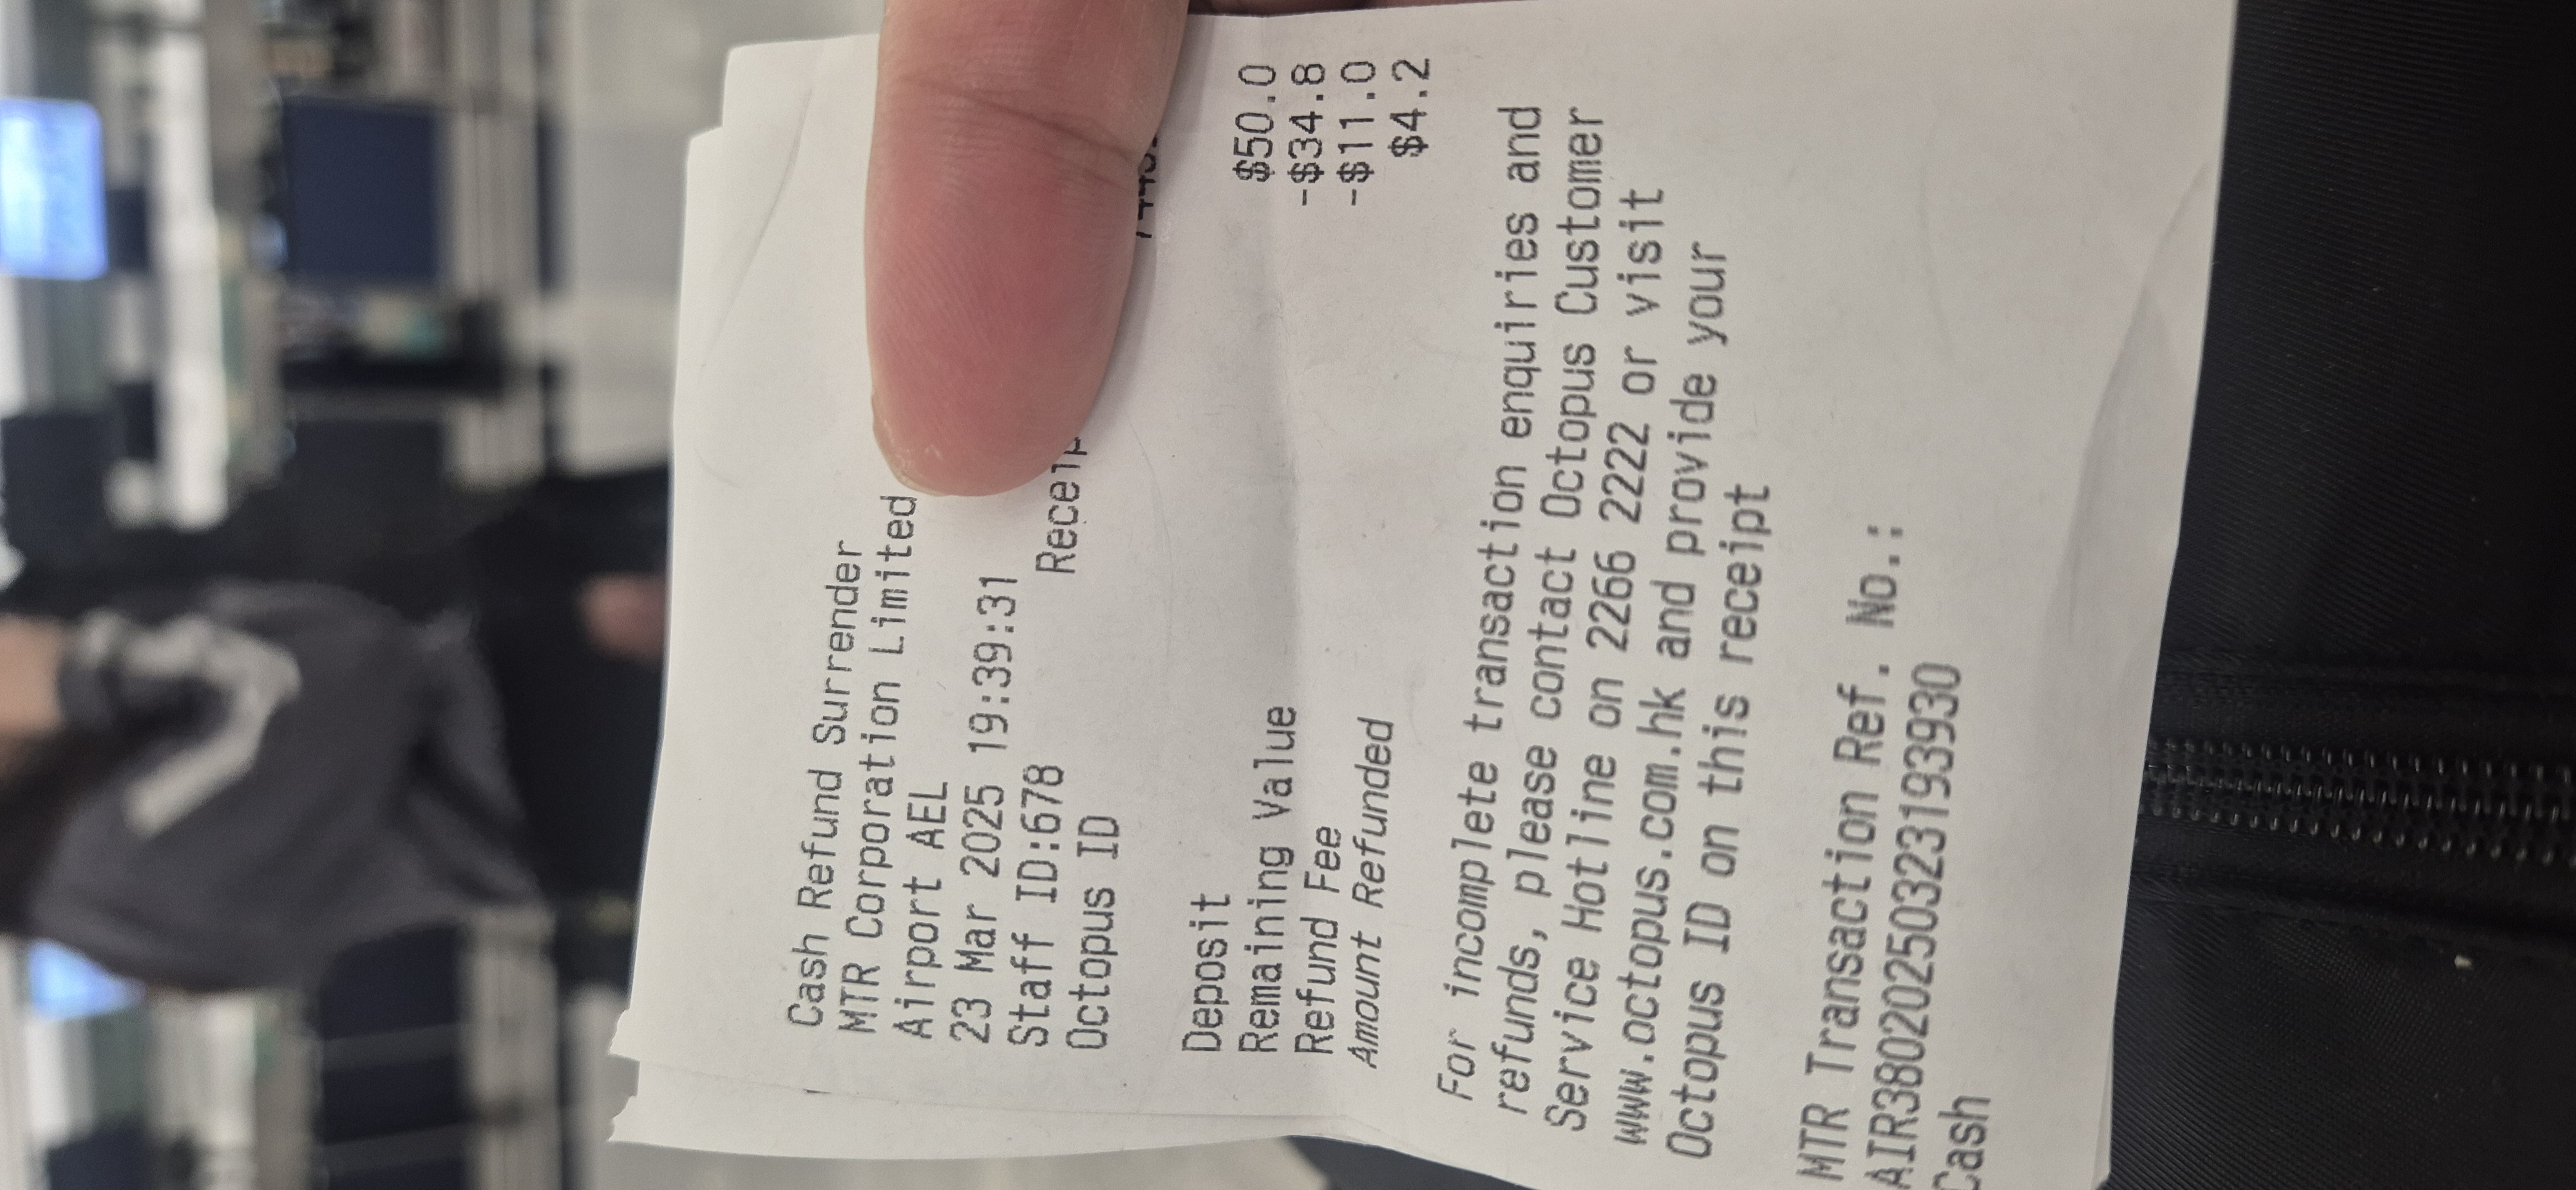 Cash Refund Surrender
MTR Corporation Limited
Airport AEL
23 Mar 2025 19:39:31
Staff ID:678
Octopus ID
Deposit $50.0
Remaining Value -$34.8
Refund Fee -$11.0
Amount Refunded $4.2
For incomplete transaction enquiries and
refunds, please contact Octopus Customer
Service Hotline on 2266 2222 or visit
www.octopus.com.hk and provide your
Octopus ID on this receipt
MTR Transaction Ref. No.:
AIR3802020250323193930
Cash